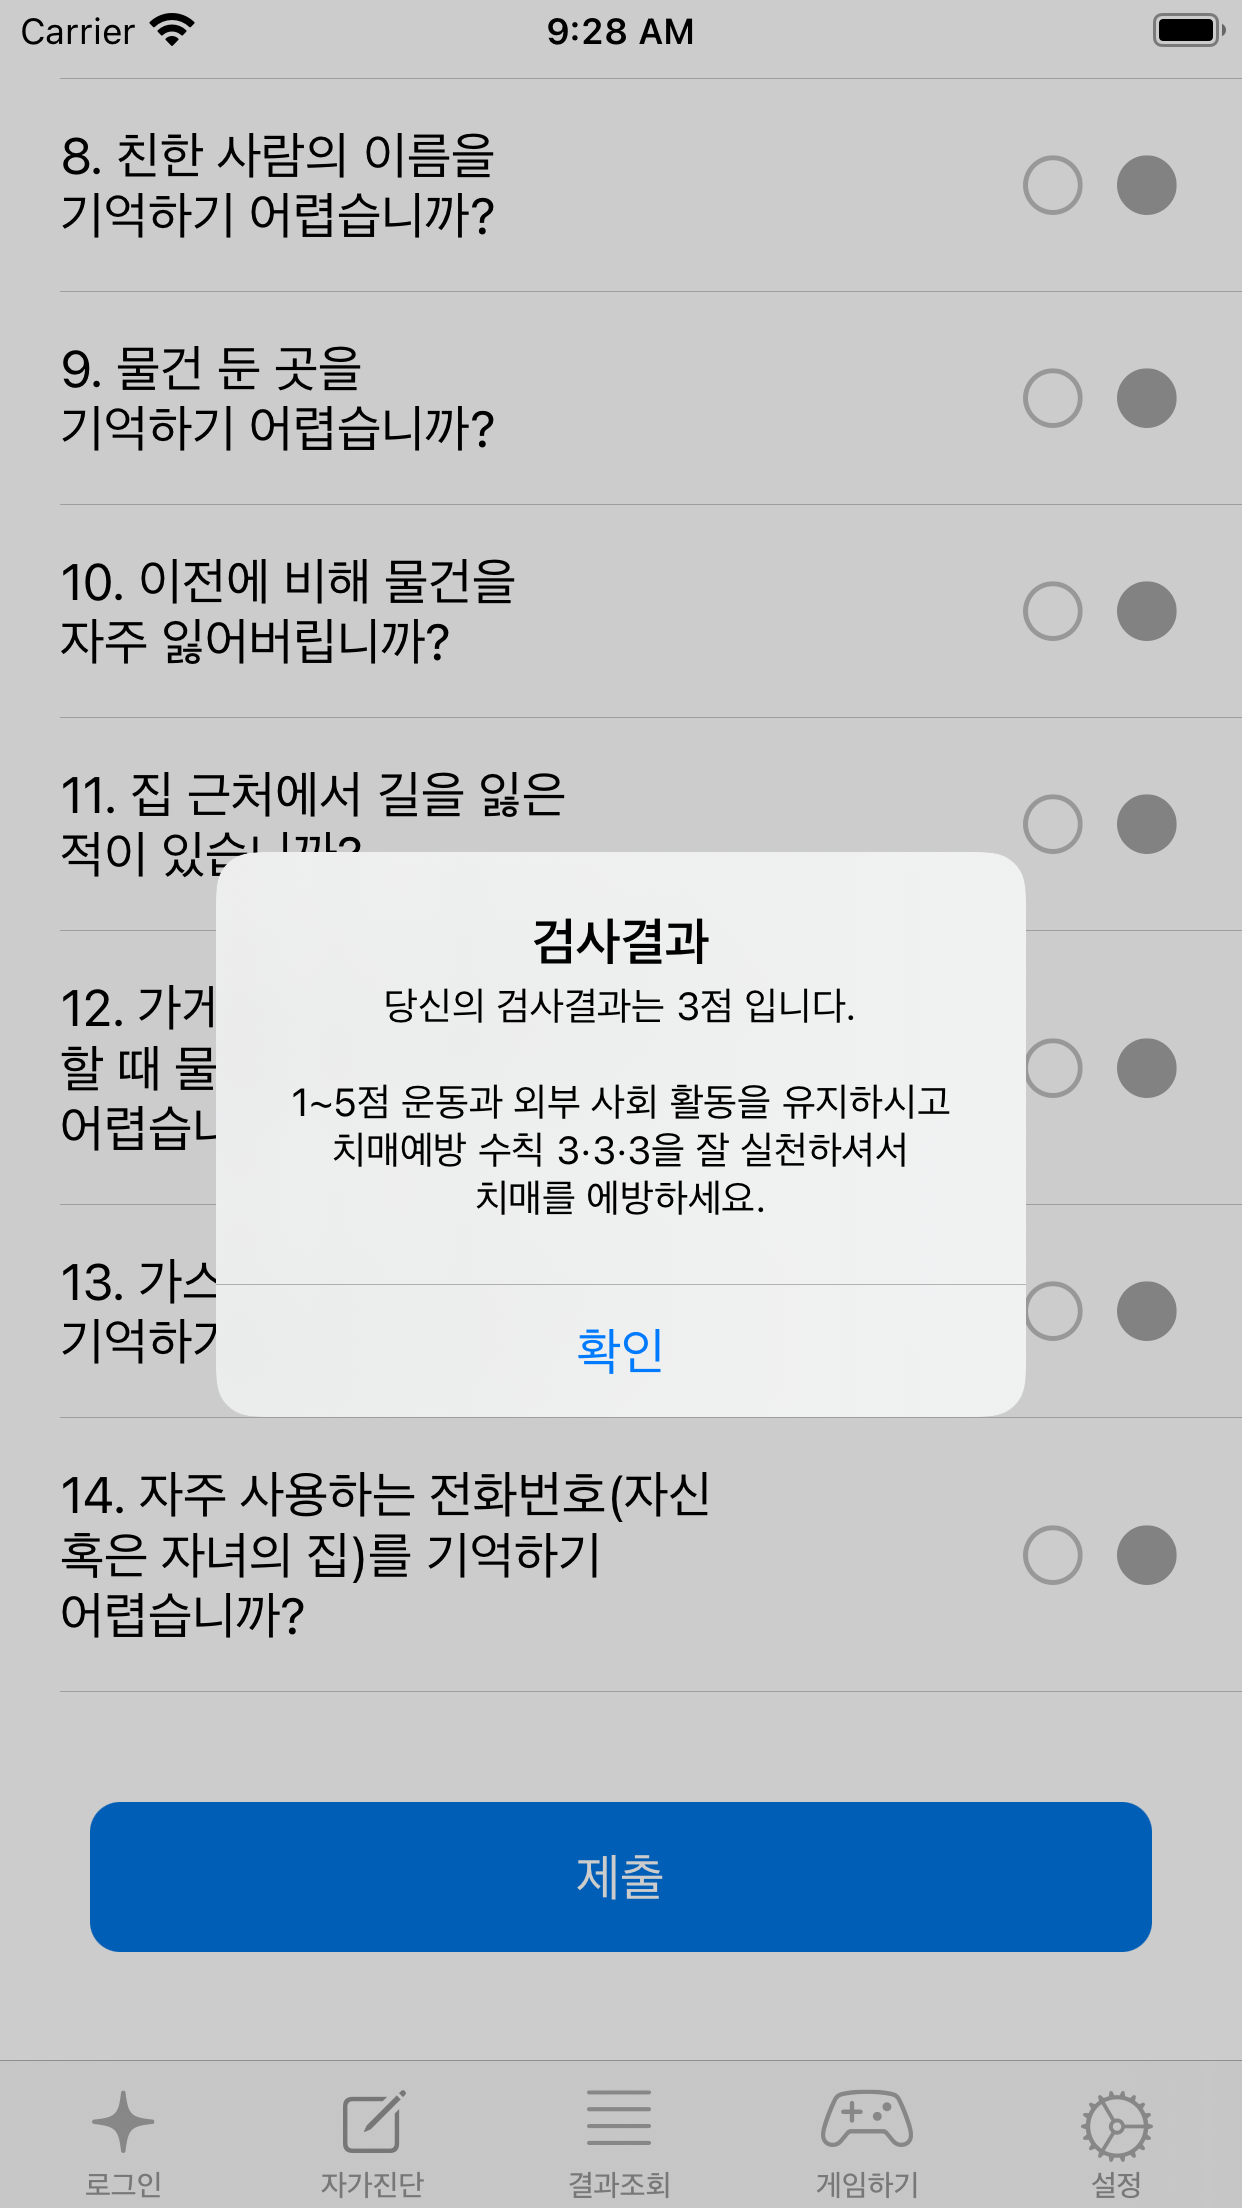 Carrier 9:28 AM
8. 친한 사람의 이름을
기억하기 어렵습니까?
9. 물건 둔 곳을
기억하기 어렵습니까?
10. 이전에 비해 물건을
자주 잃어버립니까?
11. 집 근처에서 길을 잃은
적이 있습니까?
12. 가게
할 때 물
어렵습니
13. 가스
기억하기
검사결과
당신의 검사결과는 3점 입니다.
1~5점 운동과 외부 사회 활동을 유지하시고
치매예방 수칙 3·3·3을 잘 실천하셔서
치매를 에방하세요.
확인
14. 자주 사용하는 전화번호(자신
혹은 자녀의 집)를 기억하기
어렵습니까?
제출
로그인 자가진단 결과조회 게임하기 설정